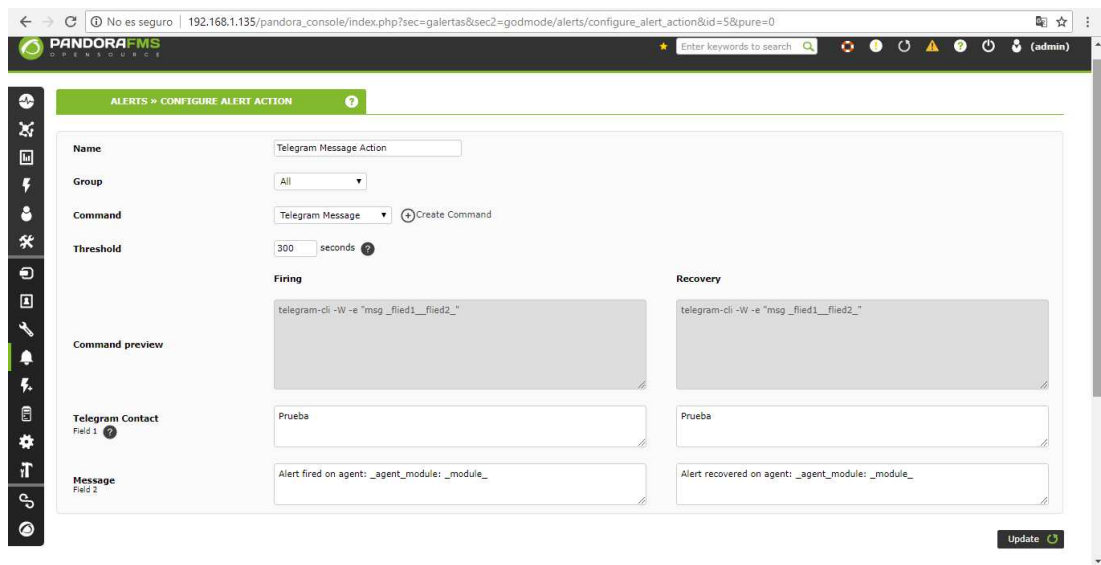 No es seguro | 192.168.1.135/pandora_console/index.php?sec=galertas&sec2=godmode/alerts/configure_alert_action&id=5&pure=0
PANDORAFMS
OPENSOURCE
Enter keywords to search
(admin)
ALERTS » CONFIGURE ALERT ACTION
Name
Telegram Message Action
Group
All
Command
Telegram Message
Create Command
Threshold
300 seconds
Firing
Recovery
Command preview
telegram-cli -W -e "msg _flied1__flied2_"
telegram-cli -W -e "msg _flied1__flied2_"
Telegram Contact
Field 1
Prueba
Prueba
Message
Field 2
Alert fired on agent: _agent_module: _module_
Alert recovered on agent: _agent_module: _module_
Update